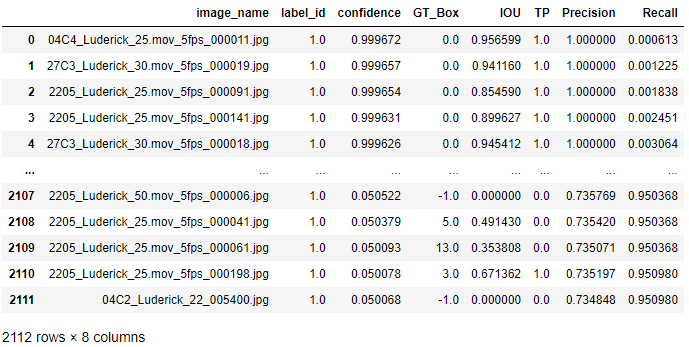 image_name label_id confidence GT_Box IOU TP Precision Recall
0 04C4_Luderick_25.mov_5fps_000011.jpg 1.0 0.999672 0.0 0.956599 1.0 1.000000 0.000613
1 27C3_Luderick_30.mov_5fps_000019.jpg 1.0 0.999657 0.0 0.941160 1.0 1.000000 0.001225
2 2205_Luderick_25.mov_5fps_000091.jpg 1.0 0.999654 0.0 0.854590 1.0 1.000000 0.001838
3 2205_Luderick_25.mov_5fps_000141.jpg 1.0 0.999631 0.0 0.899627 1.0 1.000000 0.002451
4 27C3_Luderick_30.mov_5fps_000018.jpg 1.0 0.999626 0.0 0.945412 1.0 1.000000 0.003064
... ... ... ... ... ... ... ... ...
2107 2205_Luderick_50.mov_5fps_000006.jpg 1.0 0.050522 -1.0 0.000000 0.0 0.735769 0.950368
2108 2205_Luderick_25.mov_5fps_000041.jpg 1.0 0.050379 5.0 0.491430 0.0 0.735420 0.950368
2109 2205_Luderick_25.mov_5fps_000061.jpg 1.0 0.050093 13.0 0.353808 0.0 0.735071 0.950368
2110 2205_Luderick_25.mov_5fps_000198.jpg 1.0 0.050078 3.0 0.671362 1.0 0.735197 0.950980
2111 04C2_Luderick_22_005400.jpg 1.0 0.050068 -1.0 0.000000 0.0 0.734848 0.950980
2112 rows × 8 columns